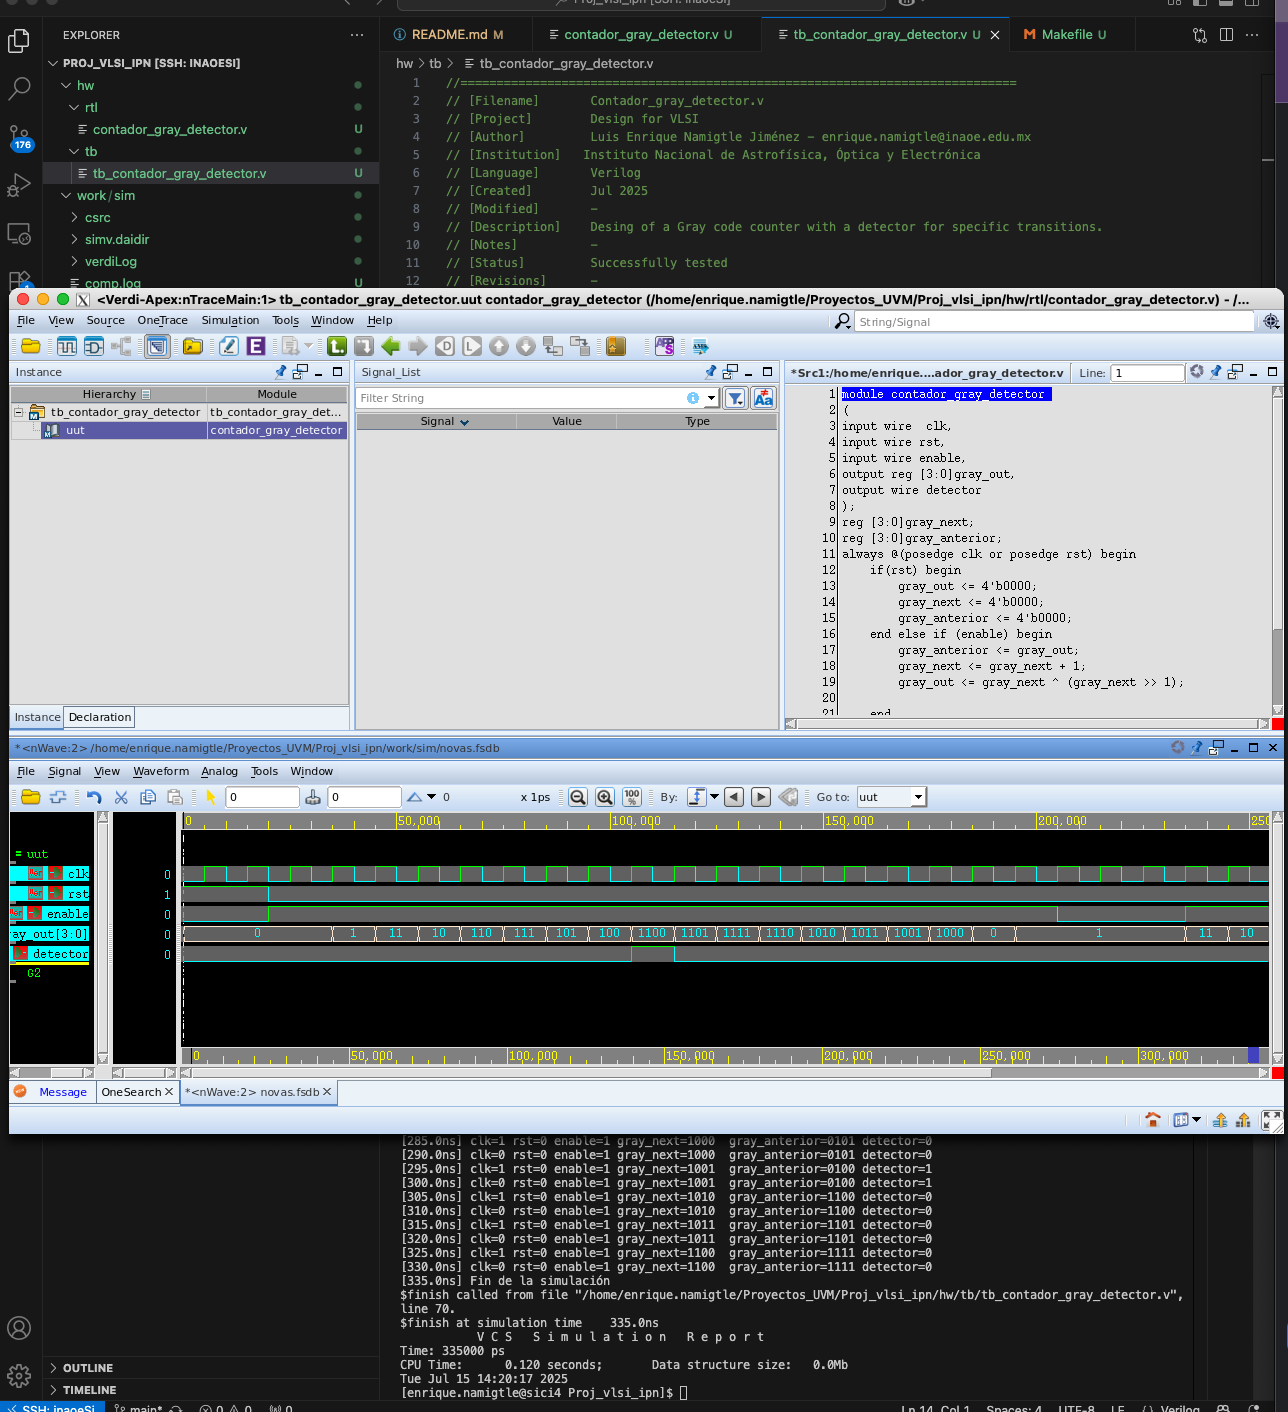 Proj_vlsi_ipn [SSH: INAOESI]
EXPLORER
README.md M
contador_gray_detector.v U
tb_contador_gray_detector.v U
Makefile U
PROJ_VLSI_IPN [SSH: INAOESI]
hw
rtl
contador_gray_detector.v U
tb
tb_contador_gray_detector.v U
work/sim
csrc
simv.daidir
verdiLog
comp.log
176
hw > tb > tb_contador_gray_detector.v
1 //===============================================================================
2 // [Filename] Contador_gray_detector.v
3 // [Project] Design for VLSI
4 // [Author] Luis Enrique Namigtle Jiménez - enrique.namigtle@inaoe.edu.mx
5 // [Institution] Instituto Nacional de Astrofísica, Óptica y Electrónica
6 // [Language] Verilog
7 // [Created] Jul 2025
8 // [Modified] -
9 // [Description] Desing of a Gray code counter with a detector for specific transitions.
10 // [Notes] -
11 // [Status] Successfully tested
12 // [Revisions] -
<Verdi-Apex:nTraceMain:1> tb_contador_gray_detector.uut contador_gray_detector (/home/enrique.namigtle/Proyectos_UVM/Proj_vlsi_ipn/hw/rtl/contador_gray_detector.v) - /...
File View Source OneTrace Simulation Tools Window Help
String/Signal
Instance
Hierarchy Module
tb_contador_gray_detector tb_contador_gray_det...
uut contador_gray_detector
Instance Declaration
Signal_List
Filter String
Signal Value Type
*Src1:/home/enrique....ador_gray_detector.v Line: 1
1 module contador_gray_detector
2 (
3 input wire  clk,
4 input wire rst,
5 input wire enable,
6 output reg [3:0]gray_out,
7 output wire detector
8 );
9 reg [3:0]gray_next;
10 reg [3:0]gray_anterior;
11 always @(posedge clk or posedge rst) begin
12 if(rst) begin
13 gray_out <= 4'b0000;
14 gray_next <= 4'b0000;
15 gray_anterior <= 4'b0000;
16 end else if (enable) begin
17 gray_anterior <= gray_out;
18 gray_next <= gray_next + 1;
19 gray_out <= gray_next ^ (gray_next >> 1);
20
21 end
*<nWave:2> /home/enrique.namigtle/Proyectos_UVM/Proj_vlsi_ipn/work/sim/novas.fsdb
File Signal View Waveform Analog Tools Window
0 0 0 x 1ps 100 % By: Go to: uut
0 50,000 100,000 150,000 200,000 250
= uut
clk 0
rst 1
enable 0
ay_out[3:0] 0 0 1 11 10 110 111 101 100 1100 1101 1111 1110 1010 1011 1001 1000 0 1 11 10
detector 0
G2
0 50,000 100,000 150,000 200,000 250,000 300,000
Message OneSearch *<nWave:2> novas.fsdb
[285.0ns] clk=1 rst=0 enable=1 gray_next=1000  gray_anterior=0101 detector=0
[290.0ns] clk=0 rst=0 enable=1 gray_next=1000  gray_anterior=0101 detector=0
[295.0ns] clk=1 rst=0 enable=1 gray_next=1001  gray_anterior=0100 detector=1
[300.0ns] clk=0 rst=0 enable=1 gray_next=1001  gray_anterior=0100 detector=1
[305.0ns] clk=1 rst=0 enable=1 gray_next=1010  gray_anterior=1100 detector=0
[310.0ns] clk=0 rst=0 enable=1 gray_next=1010  gray_anterior=1100 detector=0
[315.0ns] clk=1 rst=0 enable=1 gray_next=1011  gray_anterior=1101 detector=0
[320.0ns] clk=0 rst=0 enable=1 gray_next=1011  gray_anterior=1101 detector=0
[325.0ns] clk=1 rst=0 enable=1 gray_next=1100  gray_anterior=1111 detector=0
[330.0ns] clk=0 rst=0 enable=1 gray_next=1100  gray_anterior=1111 detector=0
[335.0ns] Fin de la simulación
$finish called from file "/home/enrique.namigtle/Proyectos_UVM/Proj_vlsi_ipn/hw/tb/tb_contador_gray_detector.v",
line 70.
$finish at simulation time 335.0ns
V C S   S i m u l a t i o n   R e p o r t
Time: 335000 ps
CPU Time: 0.120 seconds; Data structure size: 0.0Mb
Tue Jul 15 14:20:17 2025
[enrique.namigtle@sici4 Proj_vlsi_ipn]$
OUTLINE
TIMELINE
SSH: inaoeSi main* 0 0 0 Ln 14, Col 1 Spaces: 4 UTF-8 LF Verilog